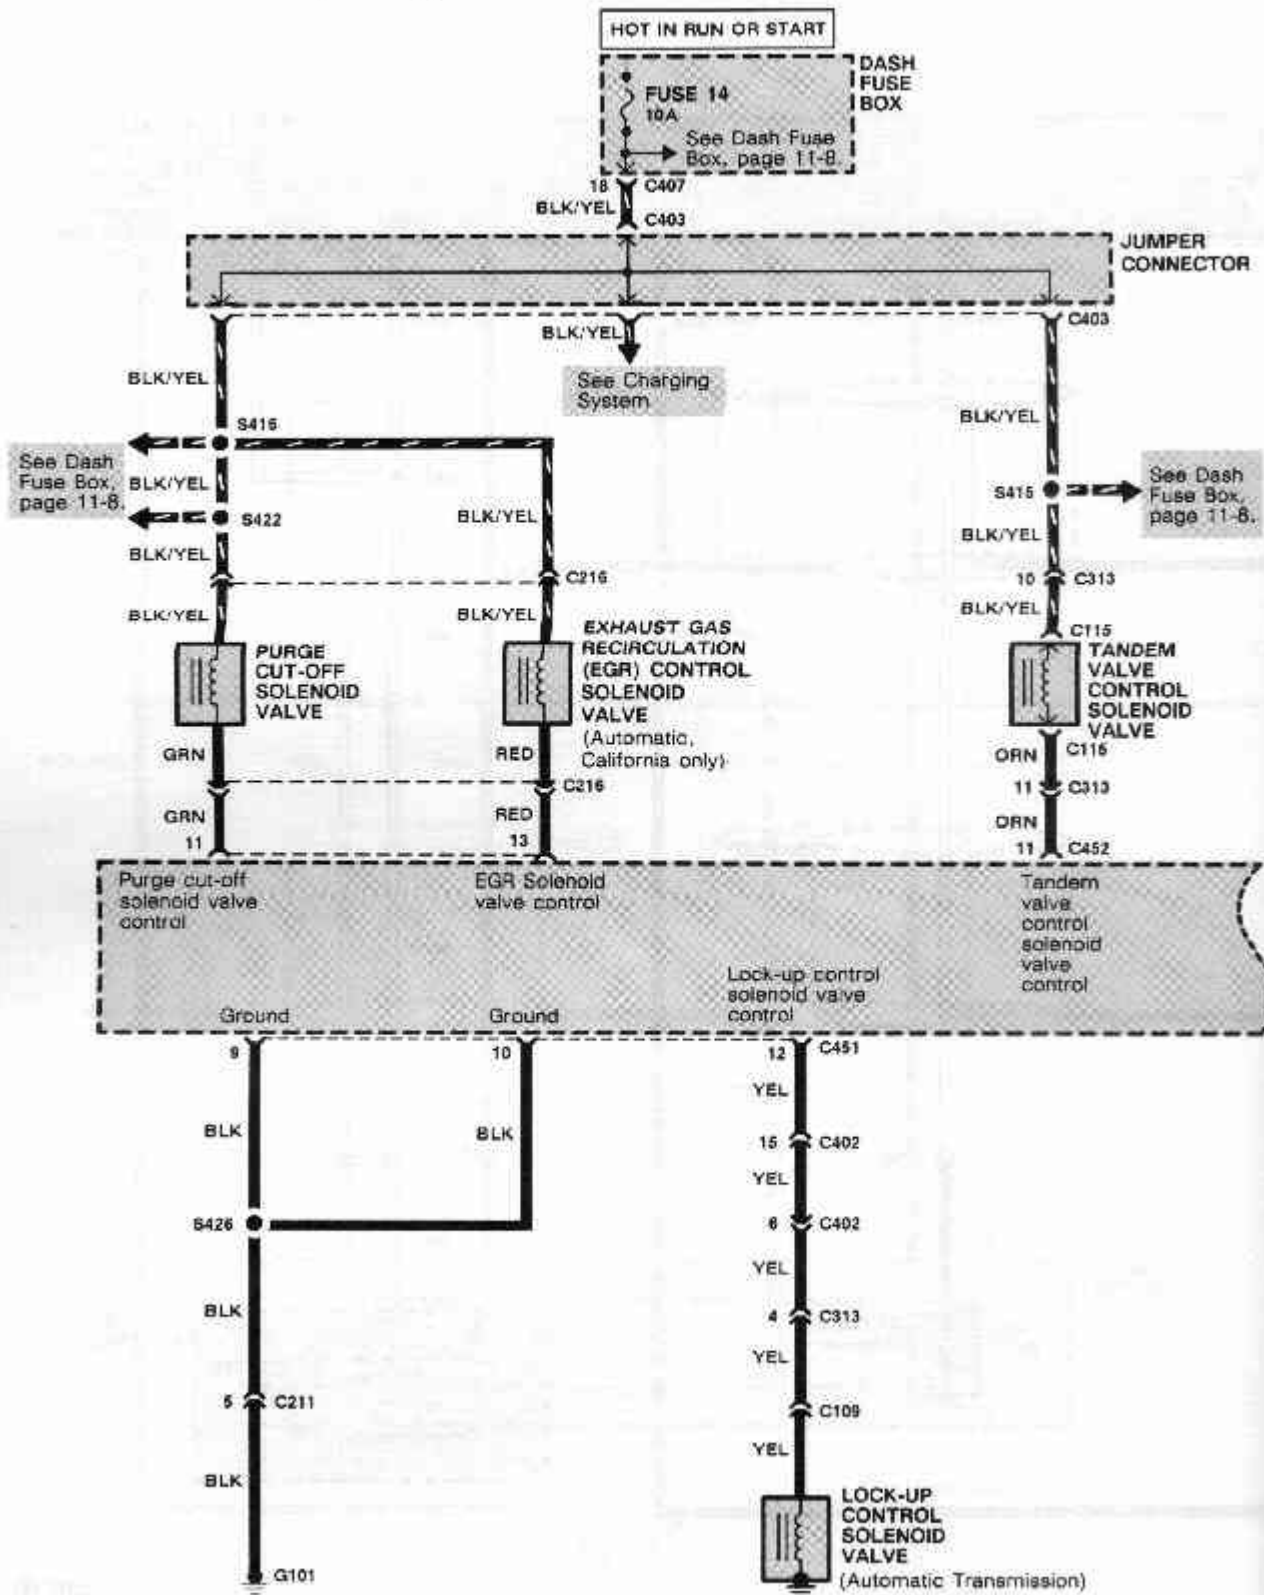 HOT IN RUN OR START
DASH
FUSE
BOX
FUSE 14
10A
See Dash Fuse
Box, page 11-8.
18
C407
BLK/YEL
C403
JUMPER
CONNECTOR
BLK/YEL
C403
BLK/YEL
See Charging
System
BLK/YEL
S416
See Dash
Fuse Box,
page 11-8.
BLK/YEL
S422
BLK/YEL
BLK/YEL
S415
See Dash
Fuse Box,
page 11-8.
BLK/YEL
BLK/YEL
C216
10
C313
BLK/YEL
BLK/YEL
BLK/YEL
C115
PURGE
CUT-OFF
SOLENOID
VALVE
EXHAUST GAS
RECIRCULATION
(EGR) CONTROL
SOLENOID
VALVE
(Automatic,
California only)
TANDEM
VALVE
CONTROL
SOLENOID
VALVE
GRN
RED
ORN
C115
C216
11
C313
GRN
RED
ORN
11
13
11
C452
Purge cut-off
solenoid valve
control
EGR Solenoid
valve control
Tandem
valve
control
solenoid
valve
control
Lock-up control
solenoid valve
control
Ground
Ground
9
10
12
C451
YEL
BLK
BLK
15
C402
YEL
S426
6
C402
YEL
BLK
4
C313
YEL
5
C211
C109
YEL
BLK
LOCK-UP
CONTROL
SOLENOID
VALVE
(Automatic Transmission)
G101